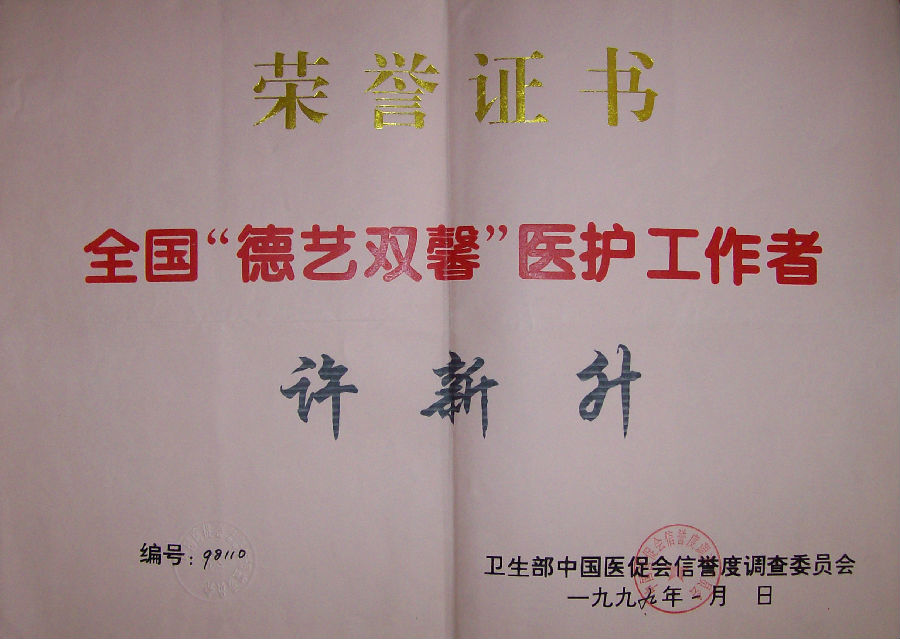 荣誉证书
全国“德艺双馨”医护工作者
许新升
编号:98110
卫生部中国医促会信誉度调查委员会
一九九九年一月 日